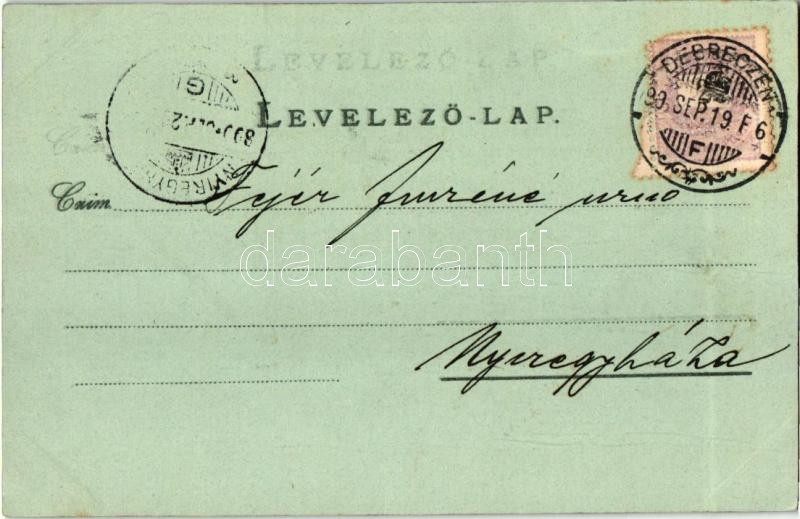 LEVELEZŐ-LAP
LEVELEZŐ-LAP.
DEBRECZEN
99 SEP. 19. F 6
F
G
NYIREGYH
Czim Fejér Imréné urnő
darabanth
Nyiregyháza